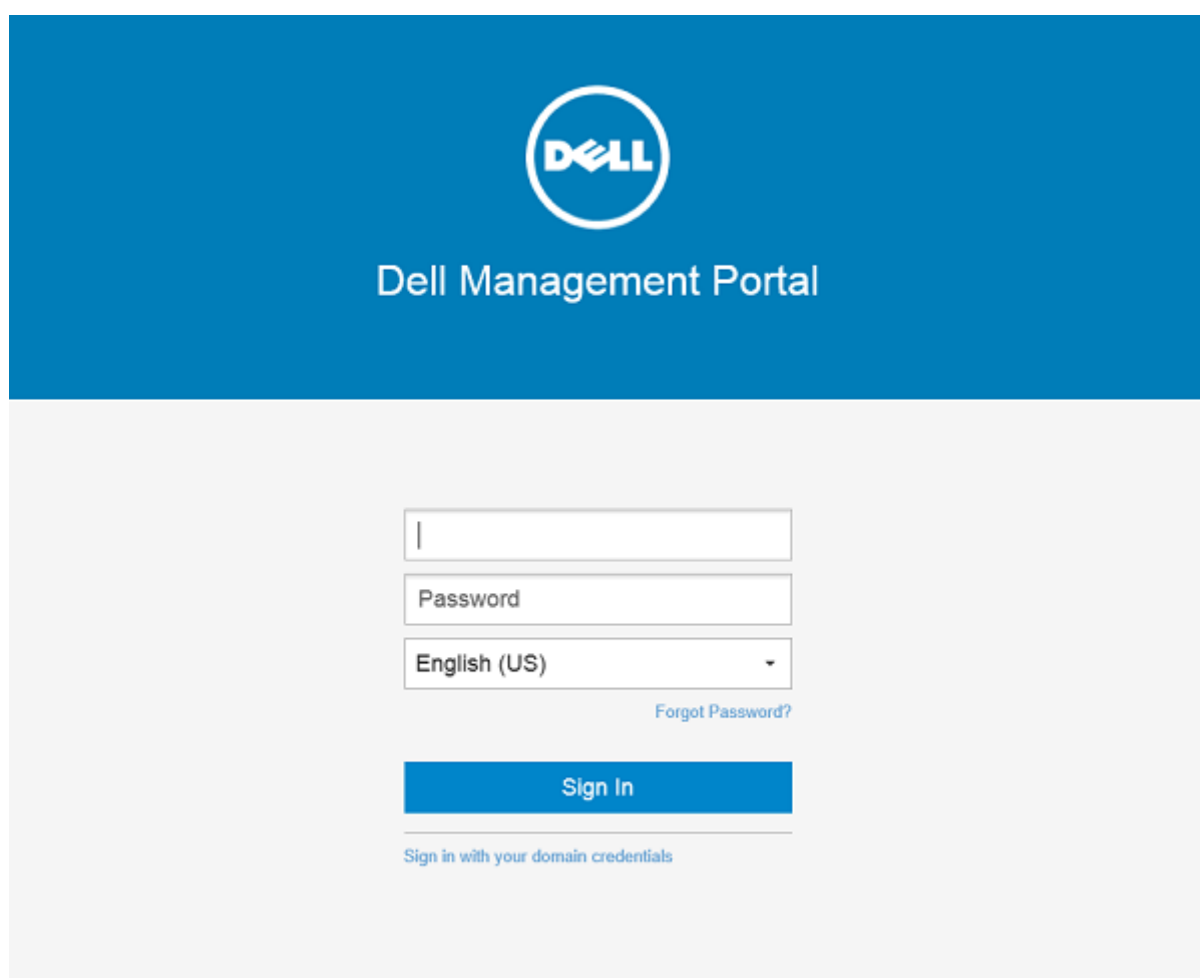 DELL
Dell Management Portal
Password
English (US)
Forgot Password?
Sign In
Sign in with your domain credentials